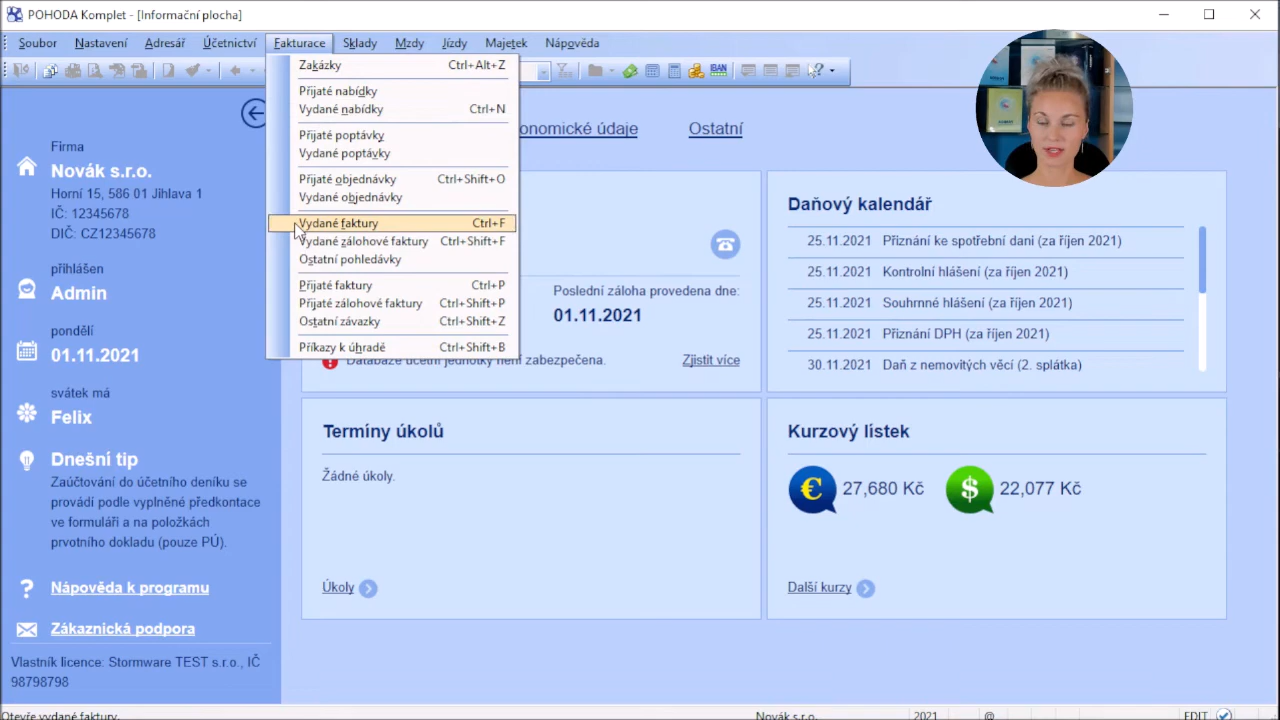 POHODA Komplet - [Informační plocha]
Soubor Nastavení Adresář Účetnictví Fakturace Sklady Mzdy Jízdy Majetek Nápověda
Zakázky Ctrl+Alt+Z
Přijaté nabídky
Vydané nabídky Ctrl+N
Přijaté poptávky
Vydané poptávky
Přijaté objednávky Ctrl+Shift+O
Vydané objednávky
Vydané faktury Ctrl+F
Vydané zálohové faktury Ctrl+Shift+F
Ostatní pohledávky
Přijaté faktury Ctrl+P
Přijaté zálohové faktury Ctrl+Shift+P
Ostatní závazky Ctrl+Shift+Z
Příkazy k úhradě Ctrl+Shift+B
IBAN
Firma
Novák s.r.o.
Horní 15, 586 01 Jihlava 1
IČ: 12345678
DIČ: CZ12345678
přihlášen
Admin
pondělí
01.11.2021
svátek má
Felix
Dnešní tip
Zaúčtování do účetního deníku se
provádí podle vyplněné předkontace
ve formuláři a na položkách
prvotního dokladu (pouze PÚ).
Nápověda k programu
Zákaznická podpora
Vlastník licence: Stormware TEST s.r.o., IČ
98798798
onomické údaje Ostatní
Poslední záloha provedena dne:
01.11.2021
Databáze účetní jednotky není zabezpečena. Zjistit více
Daňový kalendář
25.11.2021 Přiznání ke spotřební dani (za říjen 2021)
25.11.2021 Kontrolní hlášení (za říjen 2021)
25.11.2021 Souhrnné hlášení (za říjen 2021)
25.11.2021 Přiznání DPH (za říjen 2021)
30.11.2021 Daň z nemovitých věcí (2. splátka)
Termíny úkolů
Žádné úkoly.
Úkoly
Kurzový lístek
€ 27,680 Kč $ 22,077 Kč
Další kurzy
Otevře vydané faktury. Novák s.r.o. 2021 @ EDIT